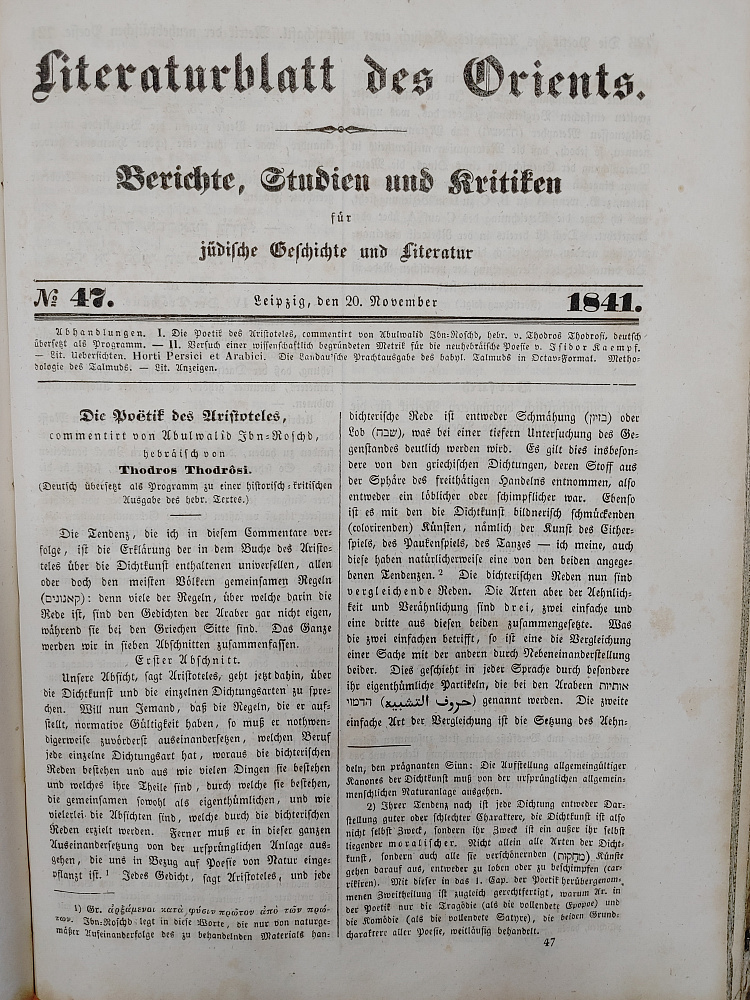 Literaturblatt des Orients.
Berichte, Studien und Kritiken
für
jüdische Geschichte und Literatur
№ 47.
Leipzig, den 20. November
1841.
Abhandlungen. I. Die Poetik des Aristoteles, commentirt von Abulwalid Ibn-Roschd, hebr. v. Thodros Thodrosi, deutsch
übersetzt als Programm. — II. Versuch einer wissenschaftlich begründeten Metrik für die neuhebräische Poesie v. Isidor Kaempf.
— Lit. Ueberichten. Horti Persici et Arabici. Die Landau'sche Prachtausgabe des babyl. Talmuds in Octav-Format. Metho-
dologie des Talmuds. — Lit. Anzeigen.
Die Poëtik des Aristoteles,
commentirt von Abulwalîd Ibn-Roschd,
hebräisch von
Thodros Thodrôsi.
(Deutsch übersetzt als Programm zu einer historisch-kritischen
Ausgabe des hebr. Textes.)
Die Tendenz, die ich in diesem Commentare ver-
folge, ist die Erklärung der in dem Buche des Aristo-
teles über die Dichtkunst enthaltenen universellen, allen
oder doch den meisten Völkern gemeinsamen Regeln
(קאנונים): denn viele der Regeln, über welche darin die
Rede ist, sind den Gedichten der Araber gar nicht eigen,
während sie bei den Griechen Sitte sind. Das Ganze
werden wir in sieben Abschnitten zusammenfassen.
Erster Abschnitt.
Unsere Absicht, sagt Aristoteles, geht jetzt dahin, über
die Dichtkunst und die einzelnen Dichtungsarten zu spre-
chen. Will nun Jemand, daß die Regeln, die er auf-
stellt, normative Gültigkeit haben, so muß er nothwen-
digerweise zuvörderst auseinandersetzen, welchen Beruf
jede einzelne Dichtungsart hat, woraus die dichterischen
Reden bestehen und aus wie vielen Dingen sie bestehen
und welches ihre Theile sind, durch welche sie bestehen,
die gemeinsamen sowohl als eigenthümlichen, und wie
vielerlei die Absichten sind, welche durch die dichterischen
Reden erzielt werden. Ferner muß er in dieser ganzen
Auseinandersetzung von der ursprünglichen Anlage aus-
gehen, die uns in Bezug auf Poesie von Natur einge-
pflanzt ist.¹ Jedes Gedicht, sagt Aristoteles, und jede
1) Gr. ἀρξάμενοι κατὰ φύσιν πρῶτον ἀπὸ τῶν πρώ-
των. Ibn-Roschd legt in diese Worte, die nur von naturge-
mäßer Aufeinanderfolge des zu behandelnden Materials han-
dichterische Rede ist entweder Schmähung (בזיון) oder
Lob (שבח), was bei einer tiefern Untersuchung des Ge-
genstandes deutlich werden wird. Es gilt dies insbeson-
dere von den griechischen Dichtungen, deren Stoff aus
der Sphäre des freithätigen Handelns entnommen, also
entweder ein löblicher oder schimpflicher war. Ebenso
ist es mit den die Dichtkunst bildnerisch schmückenden
(colorirenden) Künsten, nämlich der Kunst des Cither-
spiels, des Paukenspiels, des Tanzes — ich meine, auch
diese haben natürlicherweise eine von den beiden angege-
benen Tendenzen.² Die dichterischen Reden nun sind
vergleichende Reden. Die Arten aber der Aehnlich-
keit und Verähnlichung sind drei, zwei einfache und
eine dritte aus diesen beiden zusammengesetzte. Was
die zwei einfachen betrifft, so ist eine die Vergleichung
einer Sache mit der andern durch Nebeneinanderstellung
beider. Dies geschieht in jeder Sprache durch besondere
ihr eigenthümliche Partikeln, die bei den Arabern אותיות
הדמוי (حروف التشبيه) genannt werden. Die zweite
einfache Art der Vergleichung ist die Setzung des Aehn-
deln, den prägnanten Sinn: Die Aufstellung allgemeingültiger
Kanones der Dichtkunst muß von der ursprünglichen allgemein-
menschlichen Naturanlage ausgehen.
2) Ihrer Tendenz nach ist jede Dichtung entweder Dar-
stellung guter oder schlechter Charaktere, die Dichtkunst ist also
nicht selbst Zweck, sondern ihr Zweck ist ein außer ihr selbst
liegender moralischer. Nicht allein alle Arten der Dicht-
kunst, sondern auch alle sie verschönernden (מחקות) Künste
gehen darauf aus, entweder zu loben oder zu beschimpfen (car-
rikiren). Mit dieser in das 1. Cap. der Poetik herübergenom-
menen Zweitheilung ist zugleich gerechtfertigt, warum Ar. in
der Poetik nur die Tragödie (als die vollendete Epopoe) und
die Komödie (als die vollendete Satyre), die beiden Grund-
charaktere aller Poesie, weitläufig behandelt.
47